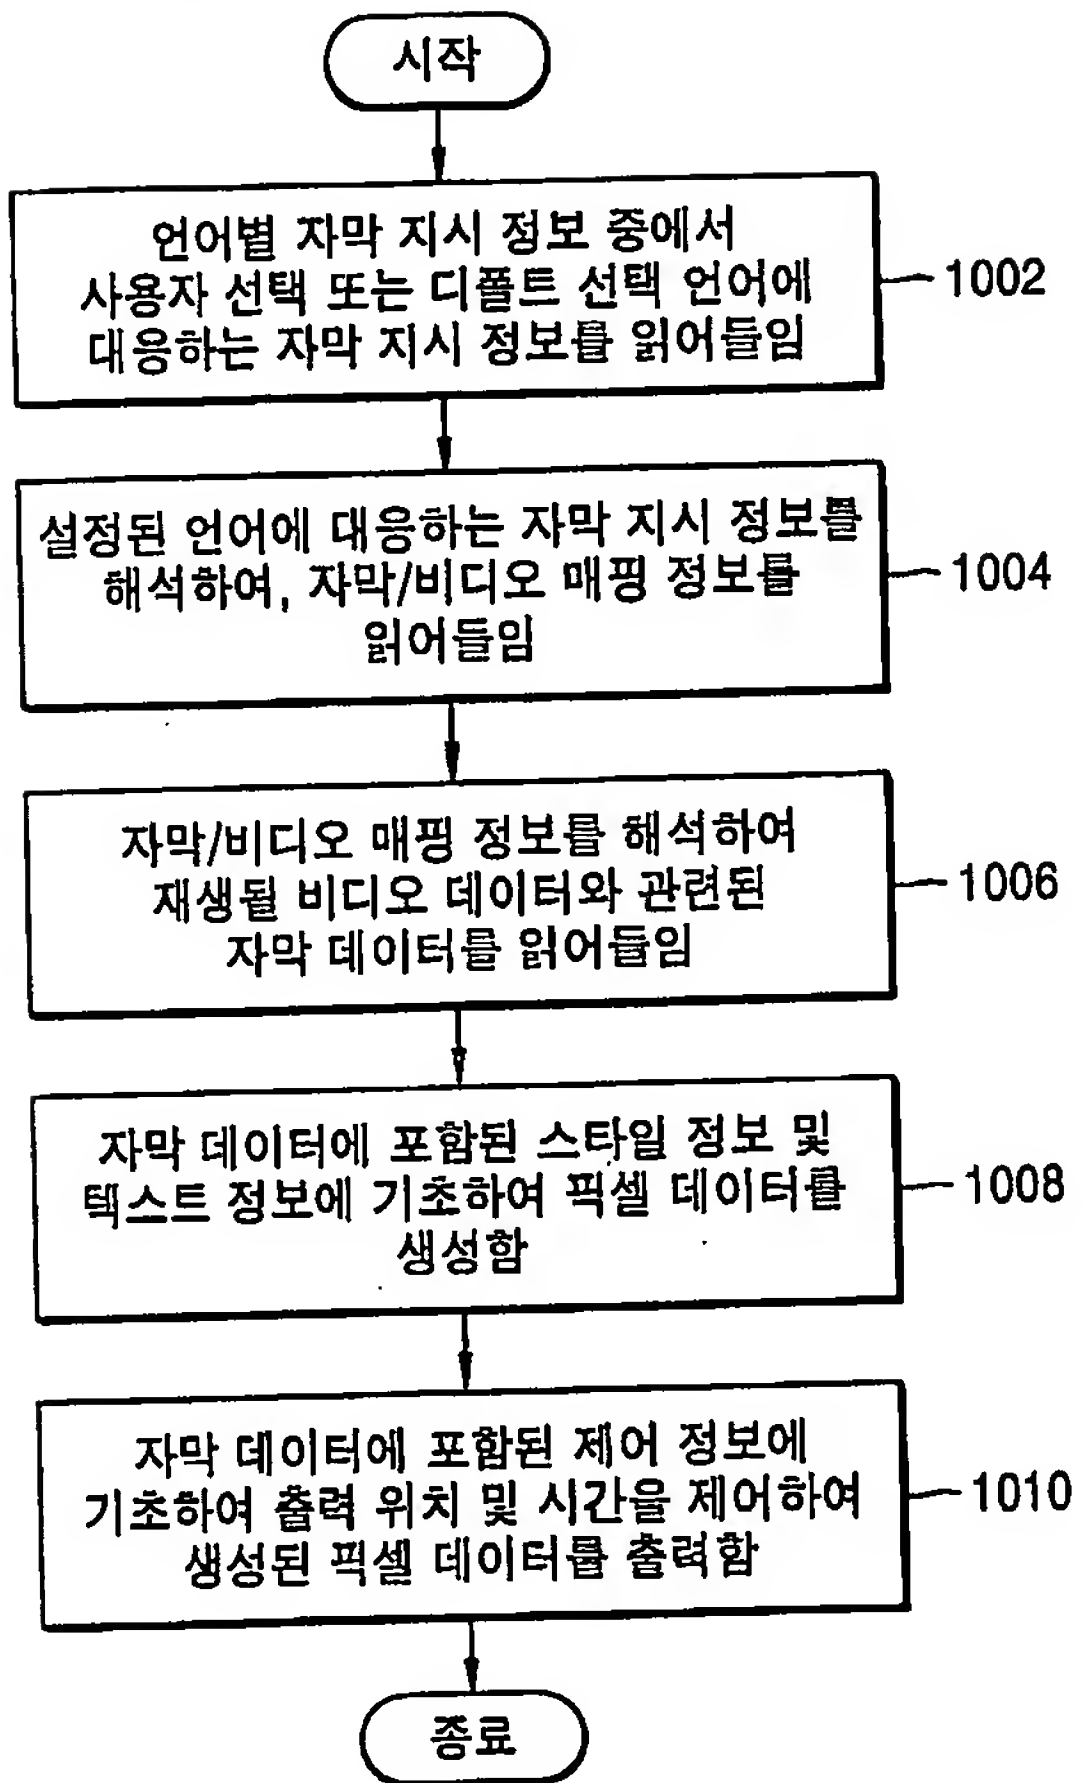 시작
언어별 자막 지시 정보 중에서
사용자 선택 또는 디폴트 선택 언어에
대응하는 자막 지시 정보를 읽어들임
1002
설정된 언어에 대응하는 자막 지시 정보를
해석하여, 자막/비디오 매핑 정보를
읽어들임
1004
자막/비디오 매핑 정보를 해석하여
재생될 비디오 데이터와 관련된
자막 데이터를 읽어들임
1006
자막 데이터에 포함된 스타일 정보 및
텍스트 정보에 기초하여 픽셀 데이터를
생성함
1008
자막 데이터에 포함된 제어 정보에
기초하여 출력 위치 및 시간을 제어하여
생성된 픽셀 데이터를 출력함
1010
종료